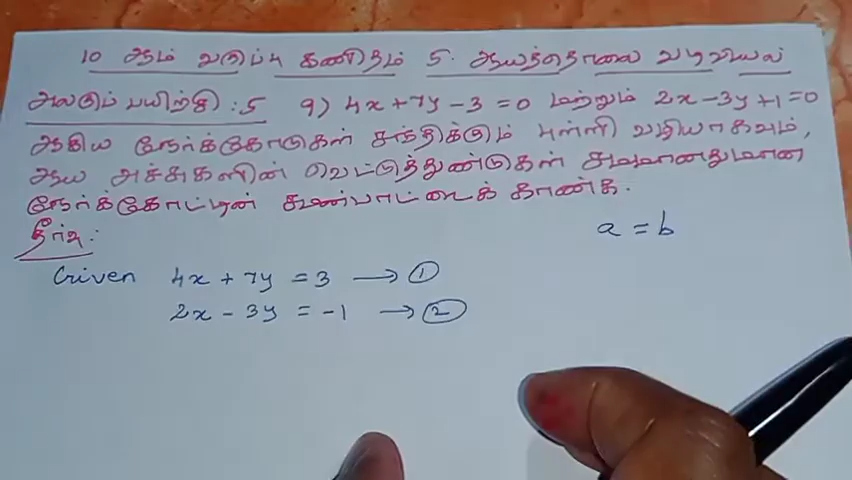 10 ஆம் வகுப்பு கணிதம் 5. ஆயத்தொலை வடிவியல்
அலகுப் பயிற்சி : 5 9) 4x + 7y - 3 = 0 மற்றும் 2x - 3y + 1 = 0
ஆகிய நேர்க்கோடுகள் சந்திக்கும் புள்ளி வழியாகவும்,
ஆய அச்சுகளின் வெட்டுத்துண்டுகள் சமமானதுமான
நேர்க்கோட்டின் சமன்பாட்டைக் காண்க.
தீர்வு :
a = b
Given 4x + 7y = 3 → ①
2x - 3y = -1 → ②